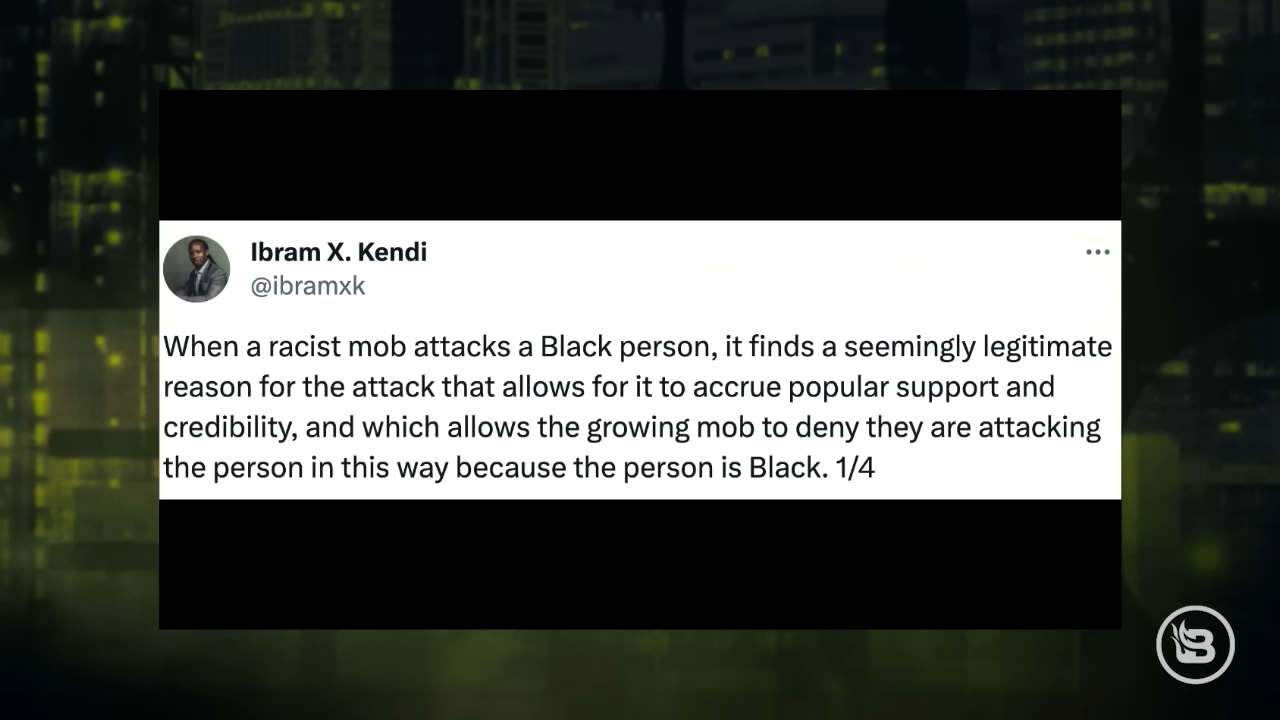 Ibram X. Kendi
@ibramxk
When a racist mob attacks a Black person, it finds a seemingly legitimate
reason for the attack that allows for it to accrue popular support and
credibility, and which allows the growing mob to deny they are attacking
the person in this way because the person is Black. 1/4
B